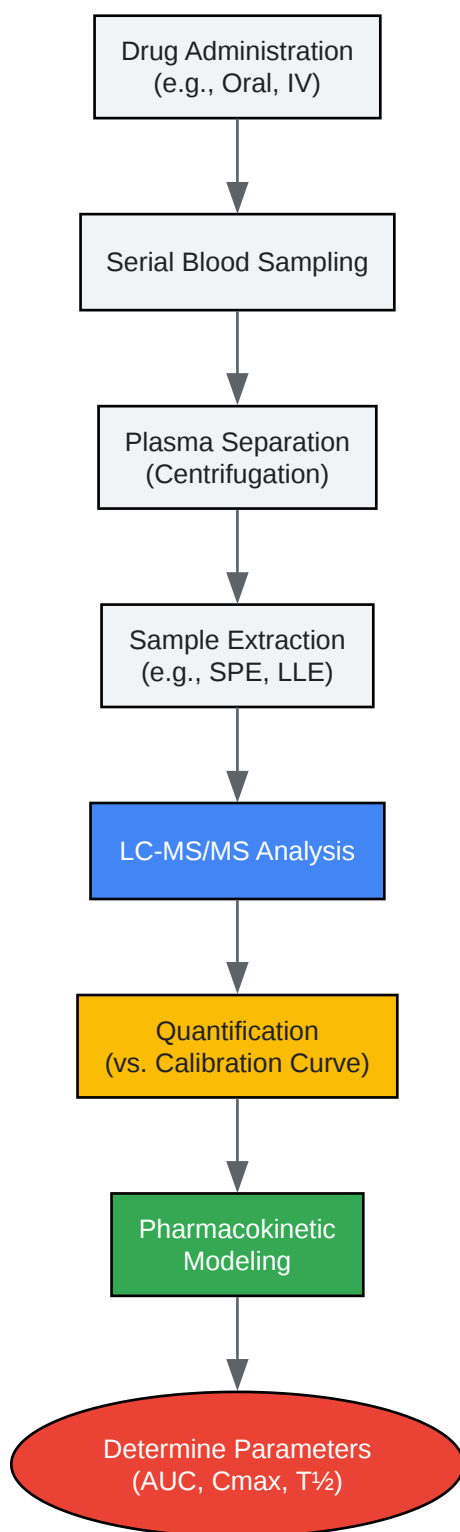 Drug Administration
(e.g., Oral, IV)
Serial Blood Sampling
Plasma Separation
(Centrifugation)
Sample Extraction
(e.g., SPE, LLE)
LC-MS/MS Analysis
Quantification
(vs. Calibration Curve)
Pharmacokinetic
Modeling
Determine Parameters
(AUC, Cmax, T½)